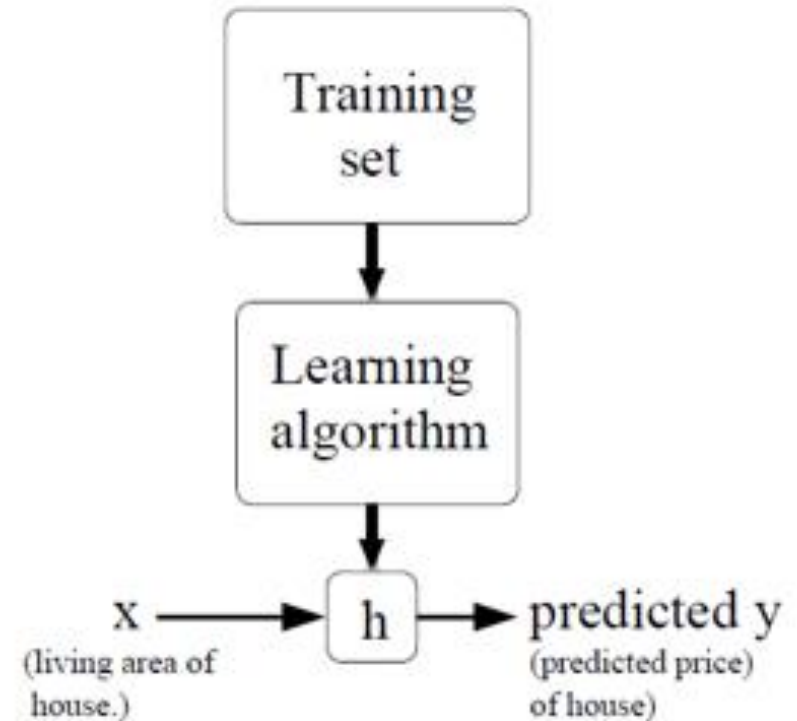 Training
set
Learning
algorithm
x
h
predicted y
(living area of
house.)
(predicted price)
of house)